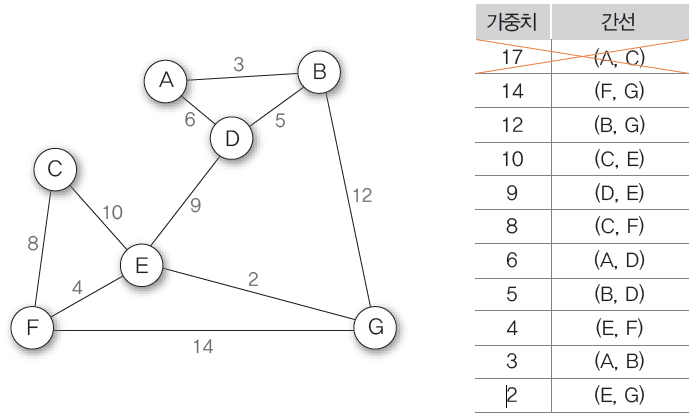 A
3
B
6
D
5
C
10
9
12
8
E
4
2
F
14
G
가중치 간선
17 (A, C)
14 (F, G)
12 (B, G)
10 (C, E)
9 (D, E)
8 (C, F)
6 (A, D)
5 (B, D)
4 (E, F)
3 (A, B)
2 (E, G)